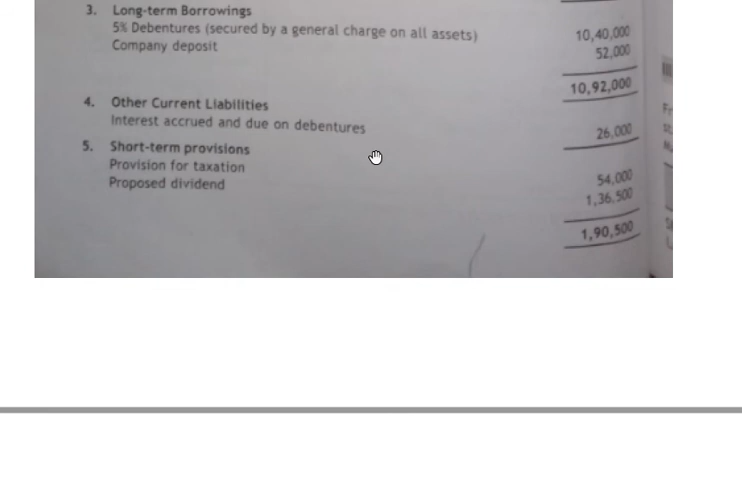 3. Long-term Borrowings
5% Debentures (secured by a general charge on all assets) 10,40,000
Company deposit 52,000
10,92,000
4. Other Current Liabilities
Interest accrued and due on debentures 26,000
5. Short-term provisions
Provision for taxation 54,000
Proposed dividend 1,36,500
1,90,500